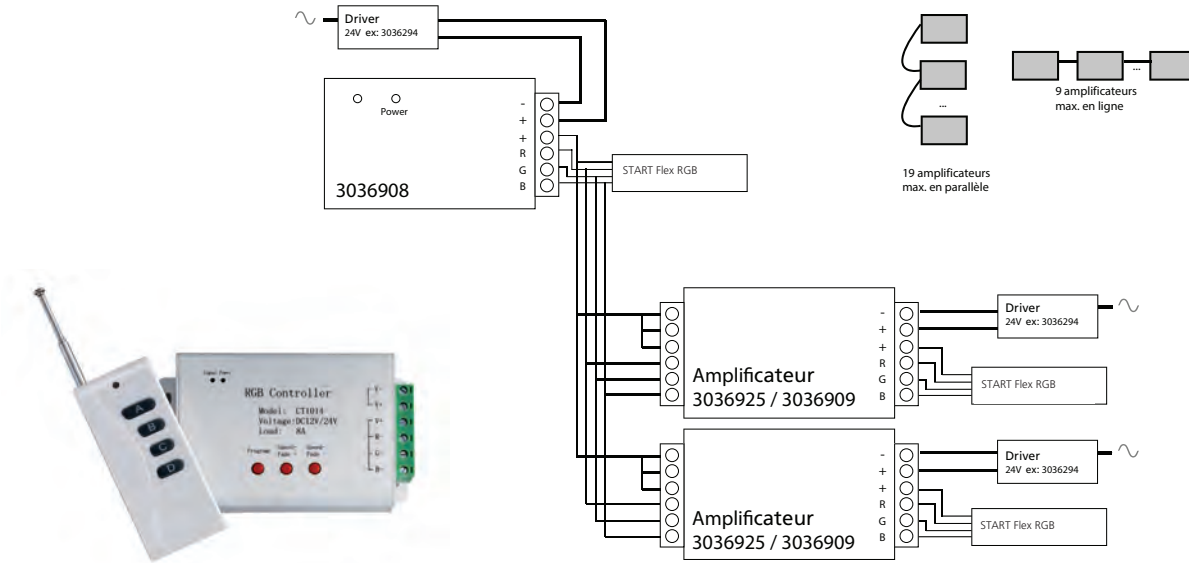 Driver
24V ex: 3036294
Power
-
+
+
R
G
B
3036908
START Flex RGB
...
19 amplificateurs
max. en parallèle
...
9 amplificateurs
max. en ligne
Amplificateur
3036925 / 3036909
-
+
+
R
G
B
Driver
24V ex: 3036294
START Flex RGB
Amplificateur
3036925 / 3036909
-
+
+
R
G
B
Driver
24V ex: 3036294
START Flex RGB
A
B
C
D
RGB Controller
Model: CT1014
Voltage:DC12V/24V
Load: 8A
Program
V-
V+
V+
R-
G-
B-